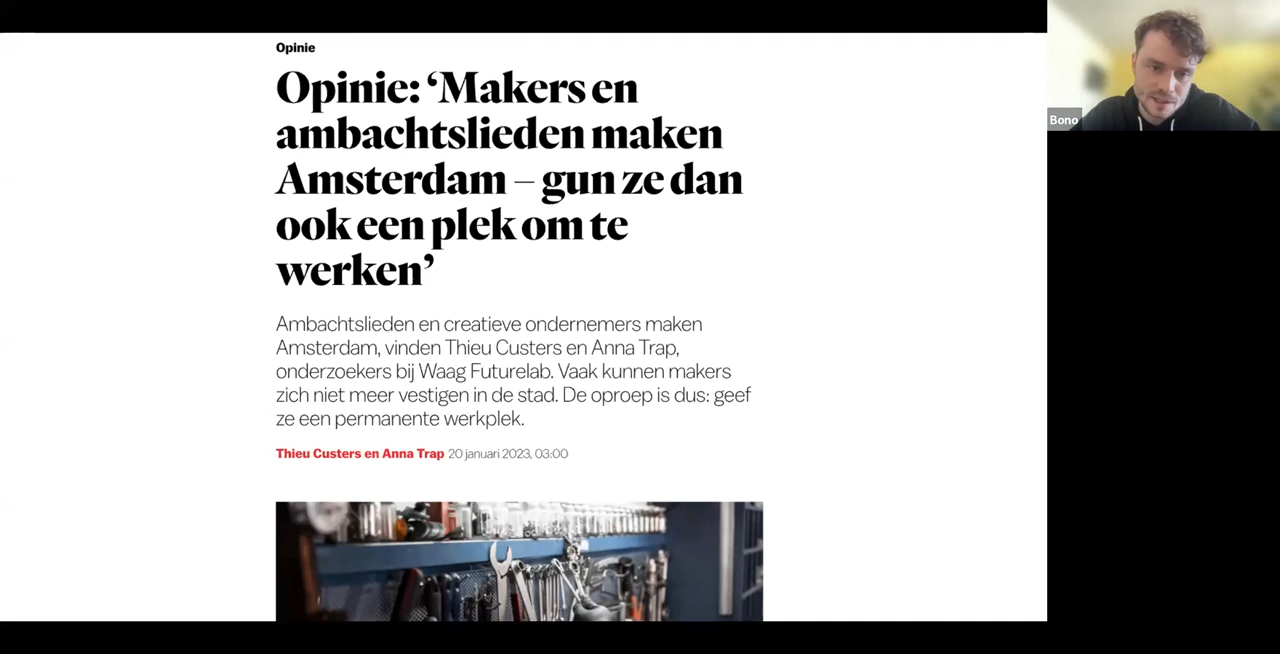 Opinie
Opinie: ‘Makers en
ambachtslieden maken
Amsterdam – gun ze dan
ook een plek om te
werken’
Ambachtslieden en creatieve ondernemers maken
Amsterdam, vinden Thieu Custers en Anna Trap,
onderzoekers bij Waag Futurelab. Vaak kunnen makers
zich niet meer vestigen in de stad. De oproep is dus: geef
ze een permanente werkplek.
Thieu Custers en Anna Trap 20 januari 2023, 03:00
Bono